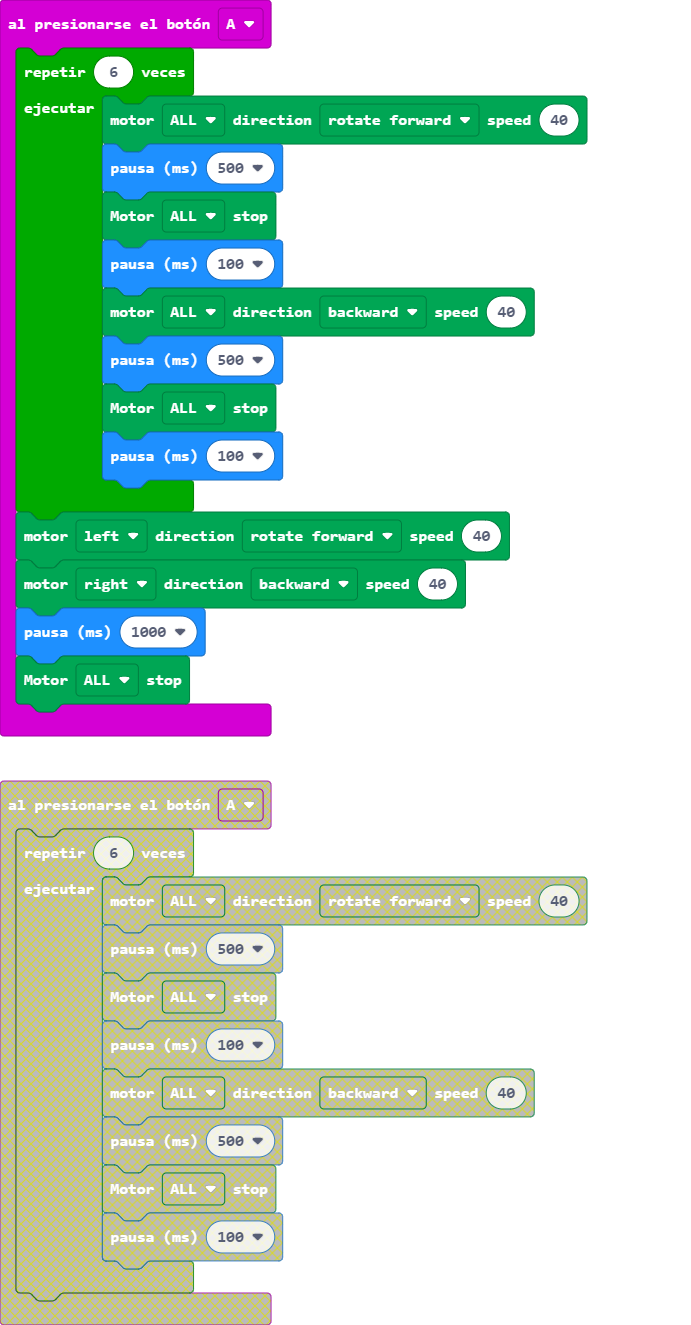 al presionarse el botón A
repetir 6 veces
ejecutar
motor ALL direction rotate forward speed 40
pausa (ms) 500
Motor ALL stop
pausa (ms) 100
motor ALL direction backward speed 40
pausa (ms) 500
Motor ALL stop
pausa (ms) 100
motor left direction rotate forward speed 40
motor right direction backward speed 40
pausa (ms) 1000
Motor ALL stop
al presionarse el botón A
repetir 6 veces
ejecutar
motor ALL direction rotate forward speed 40
pausa (ms) 500
Motor ALL stop
pausa (ms) 100
motor ALL direction backward speed 40
pausa (ms) 500
Motor ALL stop
pausa (ms) 100